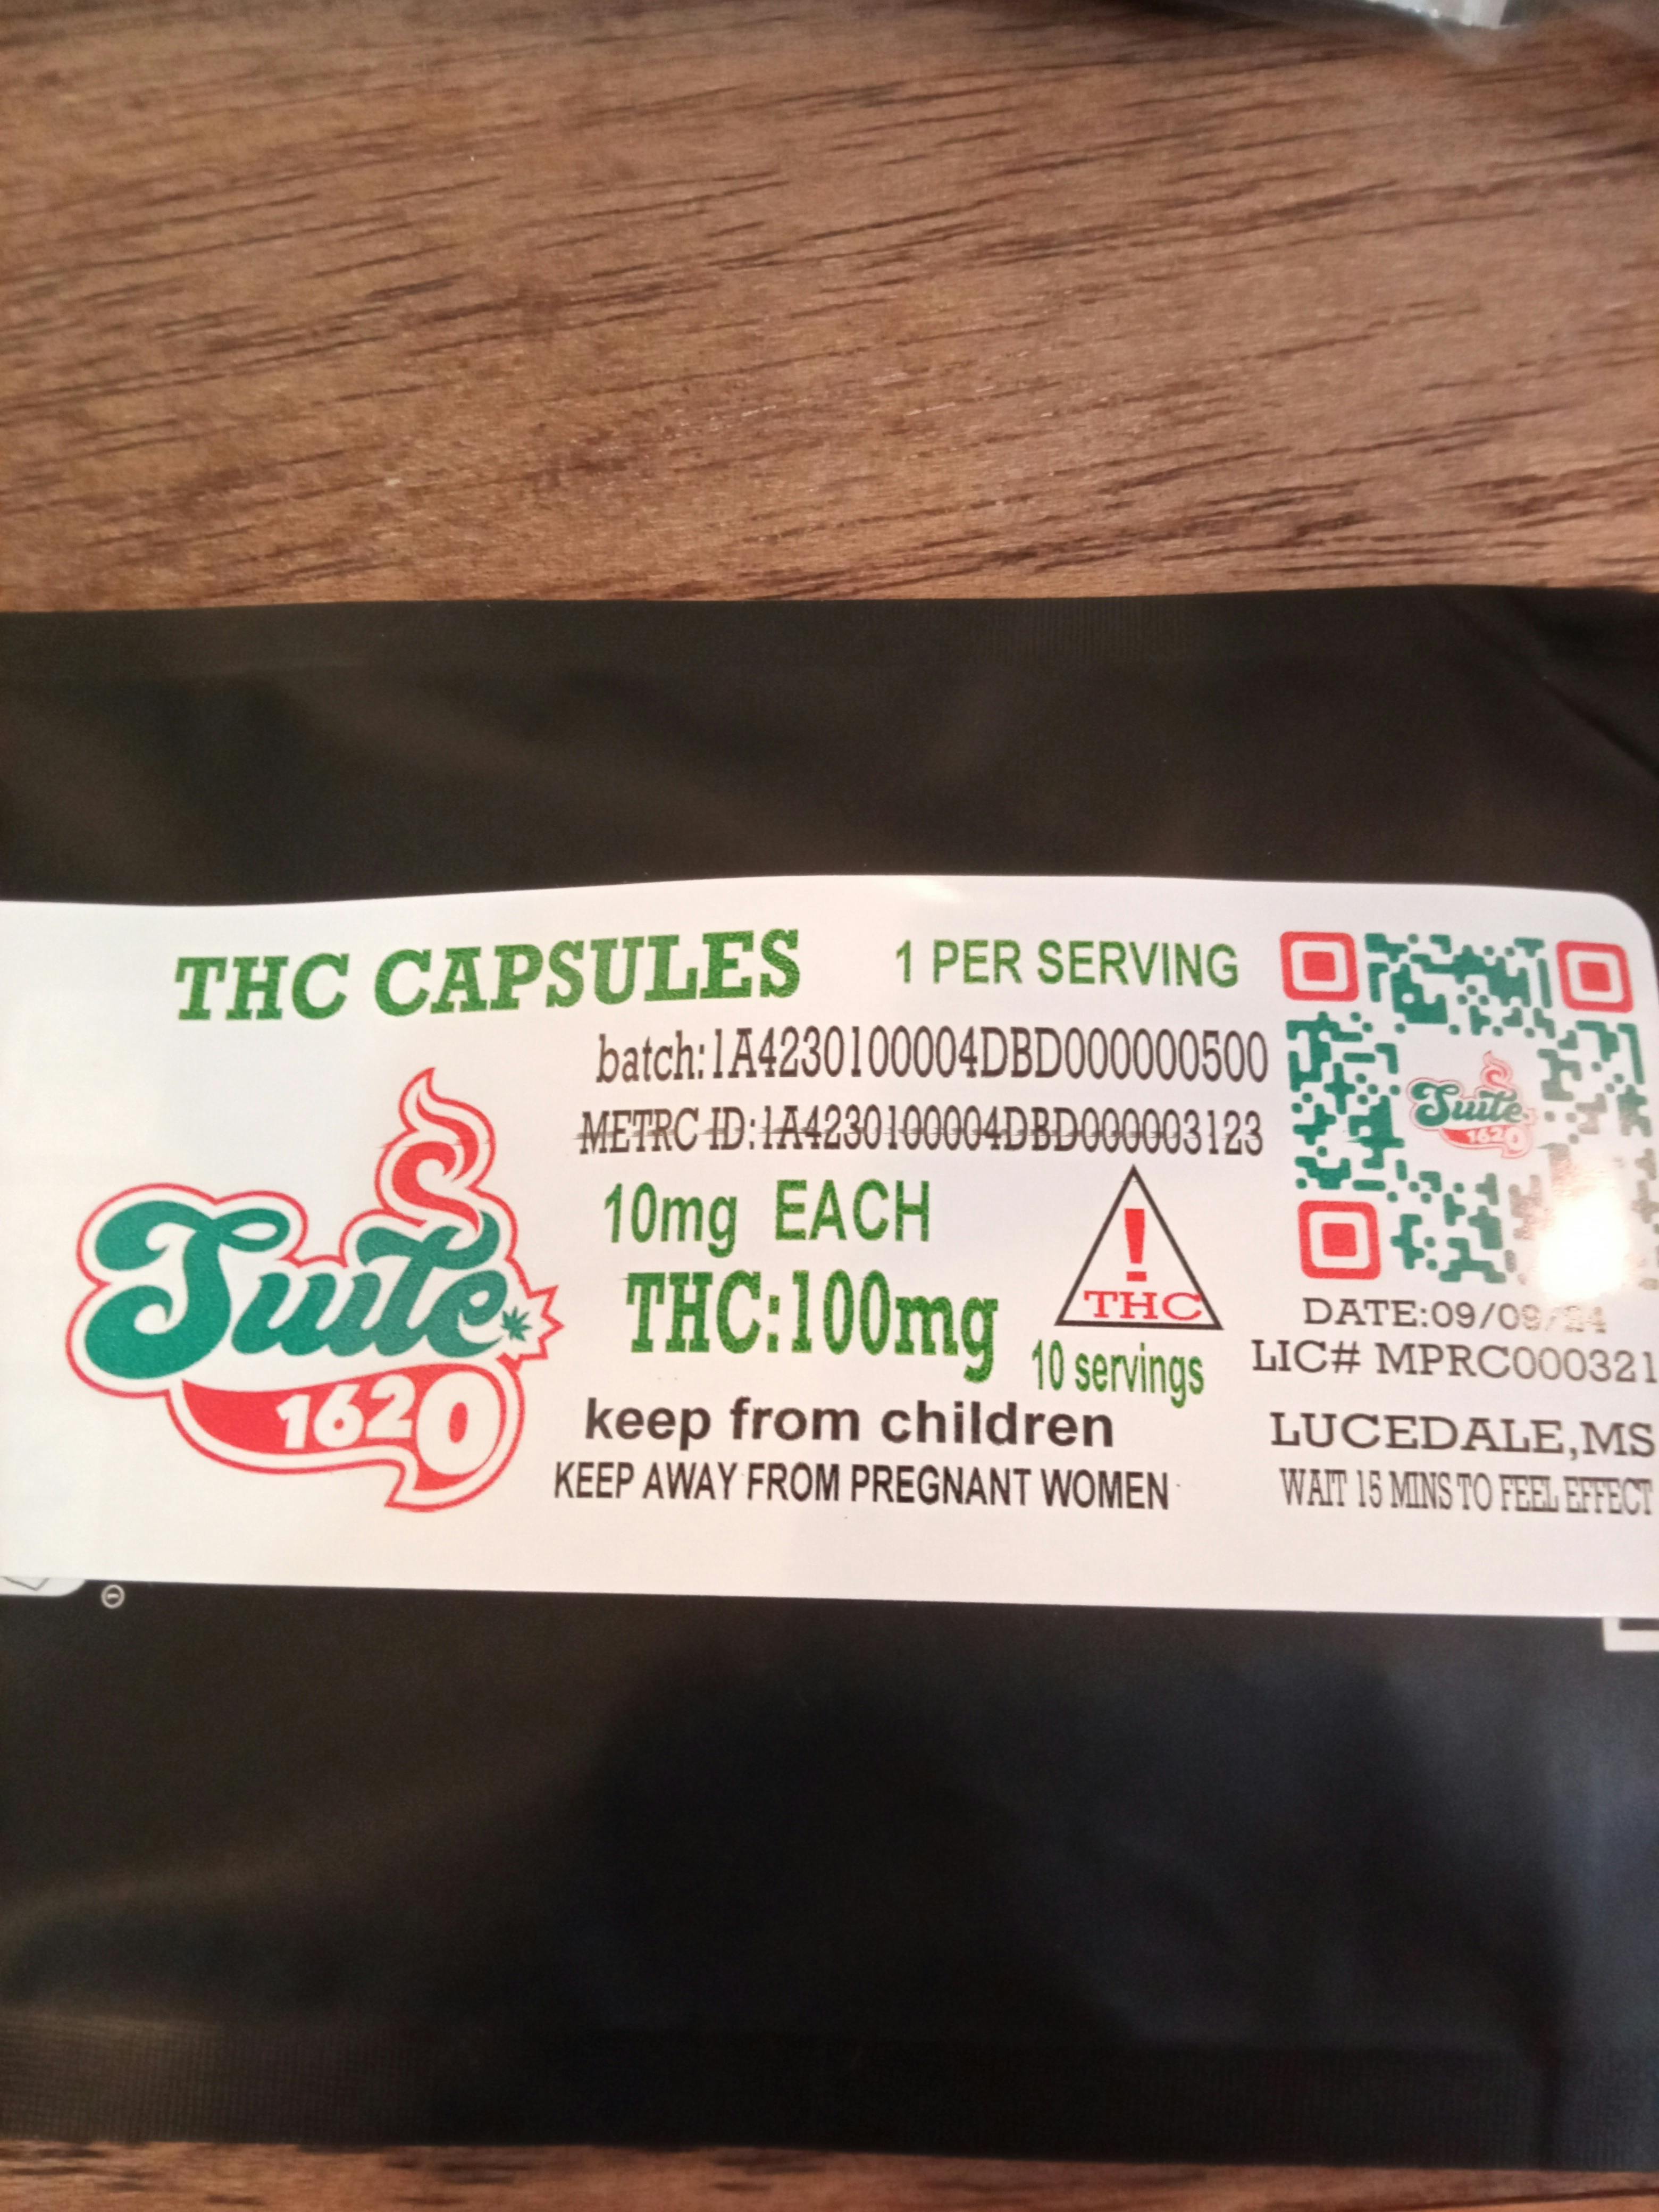 THC CAPSULES 1 PER SERVING
batch:1A4230100004DBD000000500
METRC ID:1A4230100004DBD000003123
10mg EACH
THC:100mg
!
THC
10 servings
keep from children
KEEP AWAY FROM PREGNANT WOMEN
Suite
1620
Suite
1620
DATE:09/09/24
LIC# MPRC000321
LUCEDALE,MS
WAIT 15 MINS TO FEEL EFFECT